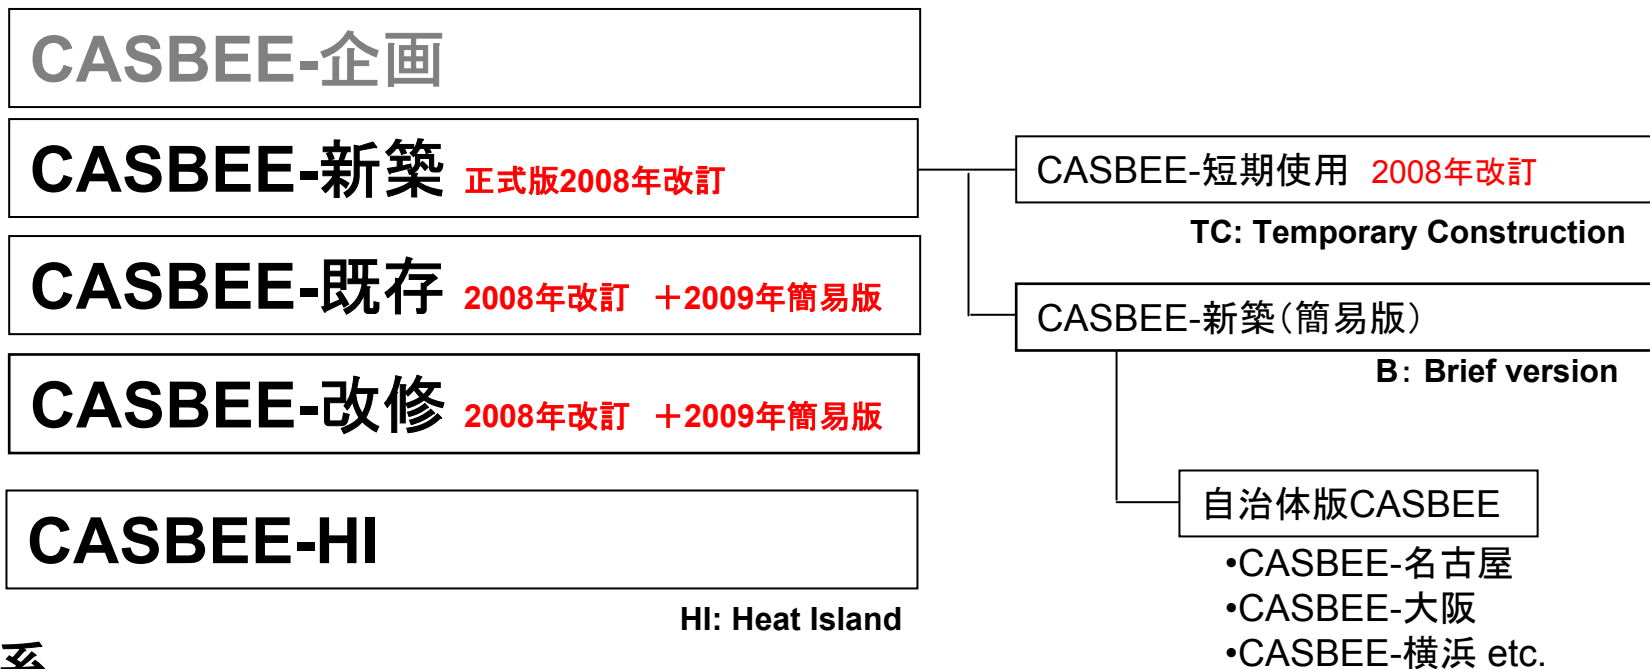 CASBEE-企画
CASBEE-新築 正式版2008年改訂
CASBEE-既存 2008年改訂 +2009年簡易版
CASBEE-改修 2008年改訂 +2009年簡易版
CASBEE-HI
HI: Heat Island
CASBEE-短期使用 2008年改訂
TC: Temporary Construction
CASBEE-新築(簡易版)
B: Brief version
自治体版CASBEE
•CASBEE-名古屋
•CASBEE-大阪
•CASBEE-横浜 etc.
系